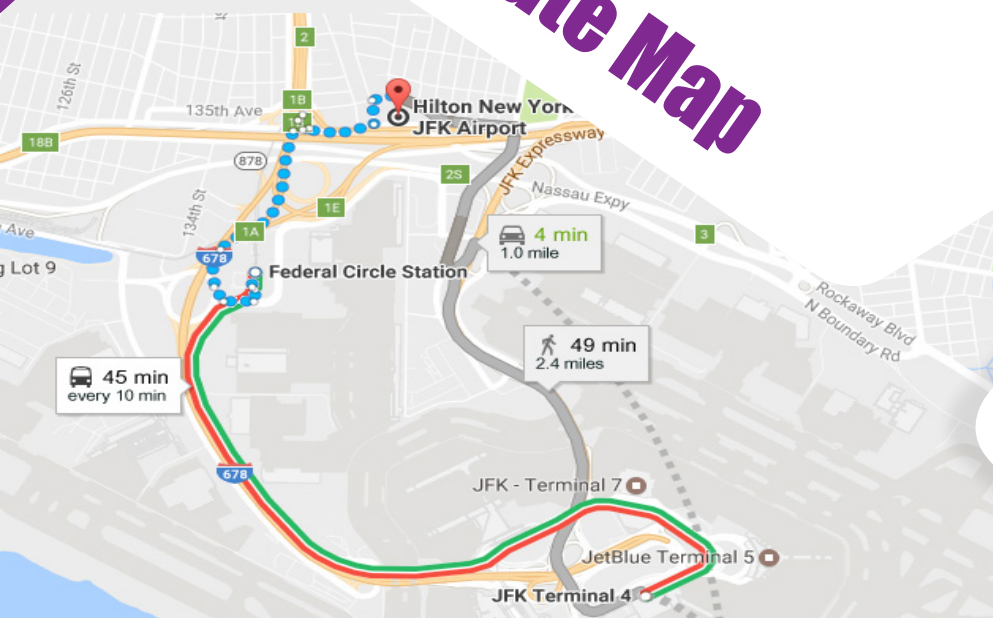 Map
2
1B
126th St
135th Ave
Hilton New York
JFK Airport
18B
878
JFK Expressway
2S
Nassau Expy
134th St
1E
1A
4 min
1.0 mile
3
Ave
678
g Lot 9
Federal Circle Station
Rockaway Blvd
N Boundary Rd
49 min
2.4 miles
45 min
every 10 min
678
JFK - Terminal 7
JetBlue Terminal 5
JFK Terminal 4